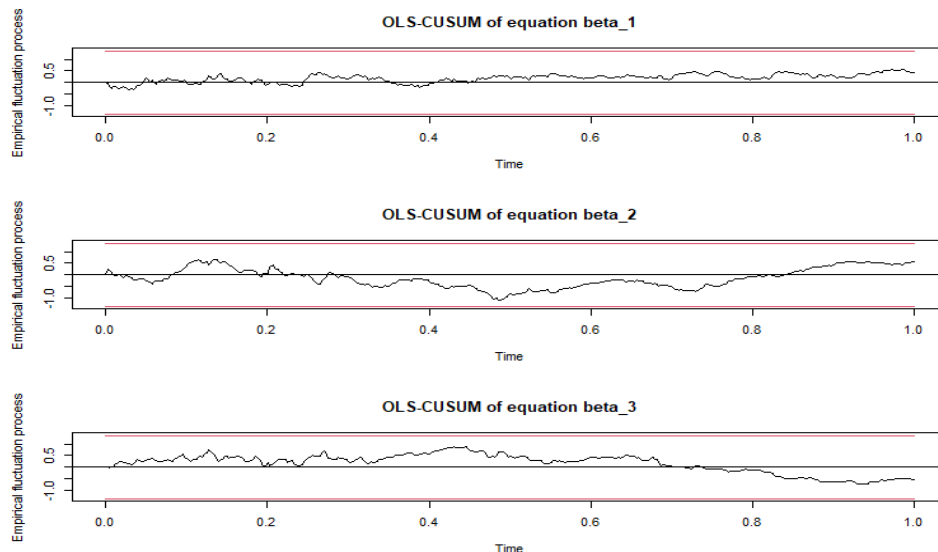 OLS-CUSUM of equation beta_1
Empirical fluctuation process
0.5
-1.0
0.0 0.2 0.4 0.6 0.8 1.0
Time
OLS-CUSUM of equation beta_2
Empirical fluctuation process
0.5
-1.0
0.0 0.2 0.4 0.6 0.8 1.0
Time
OLS-CUSUM of equation beta_3
Empirical fluctuation process
0.5
-1.0
0.0 0.2 0.4 0.6 0.8 1.0
Time